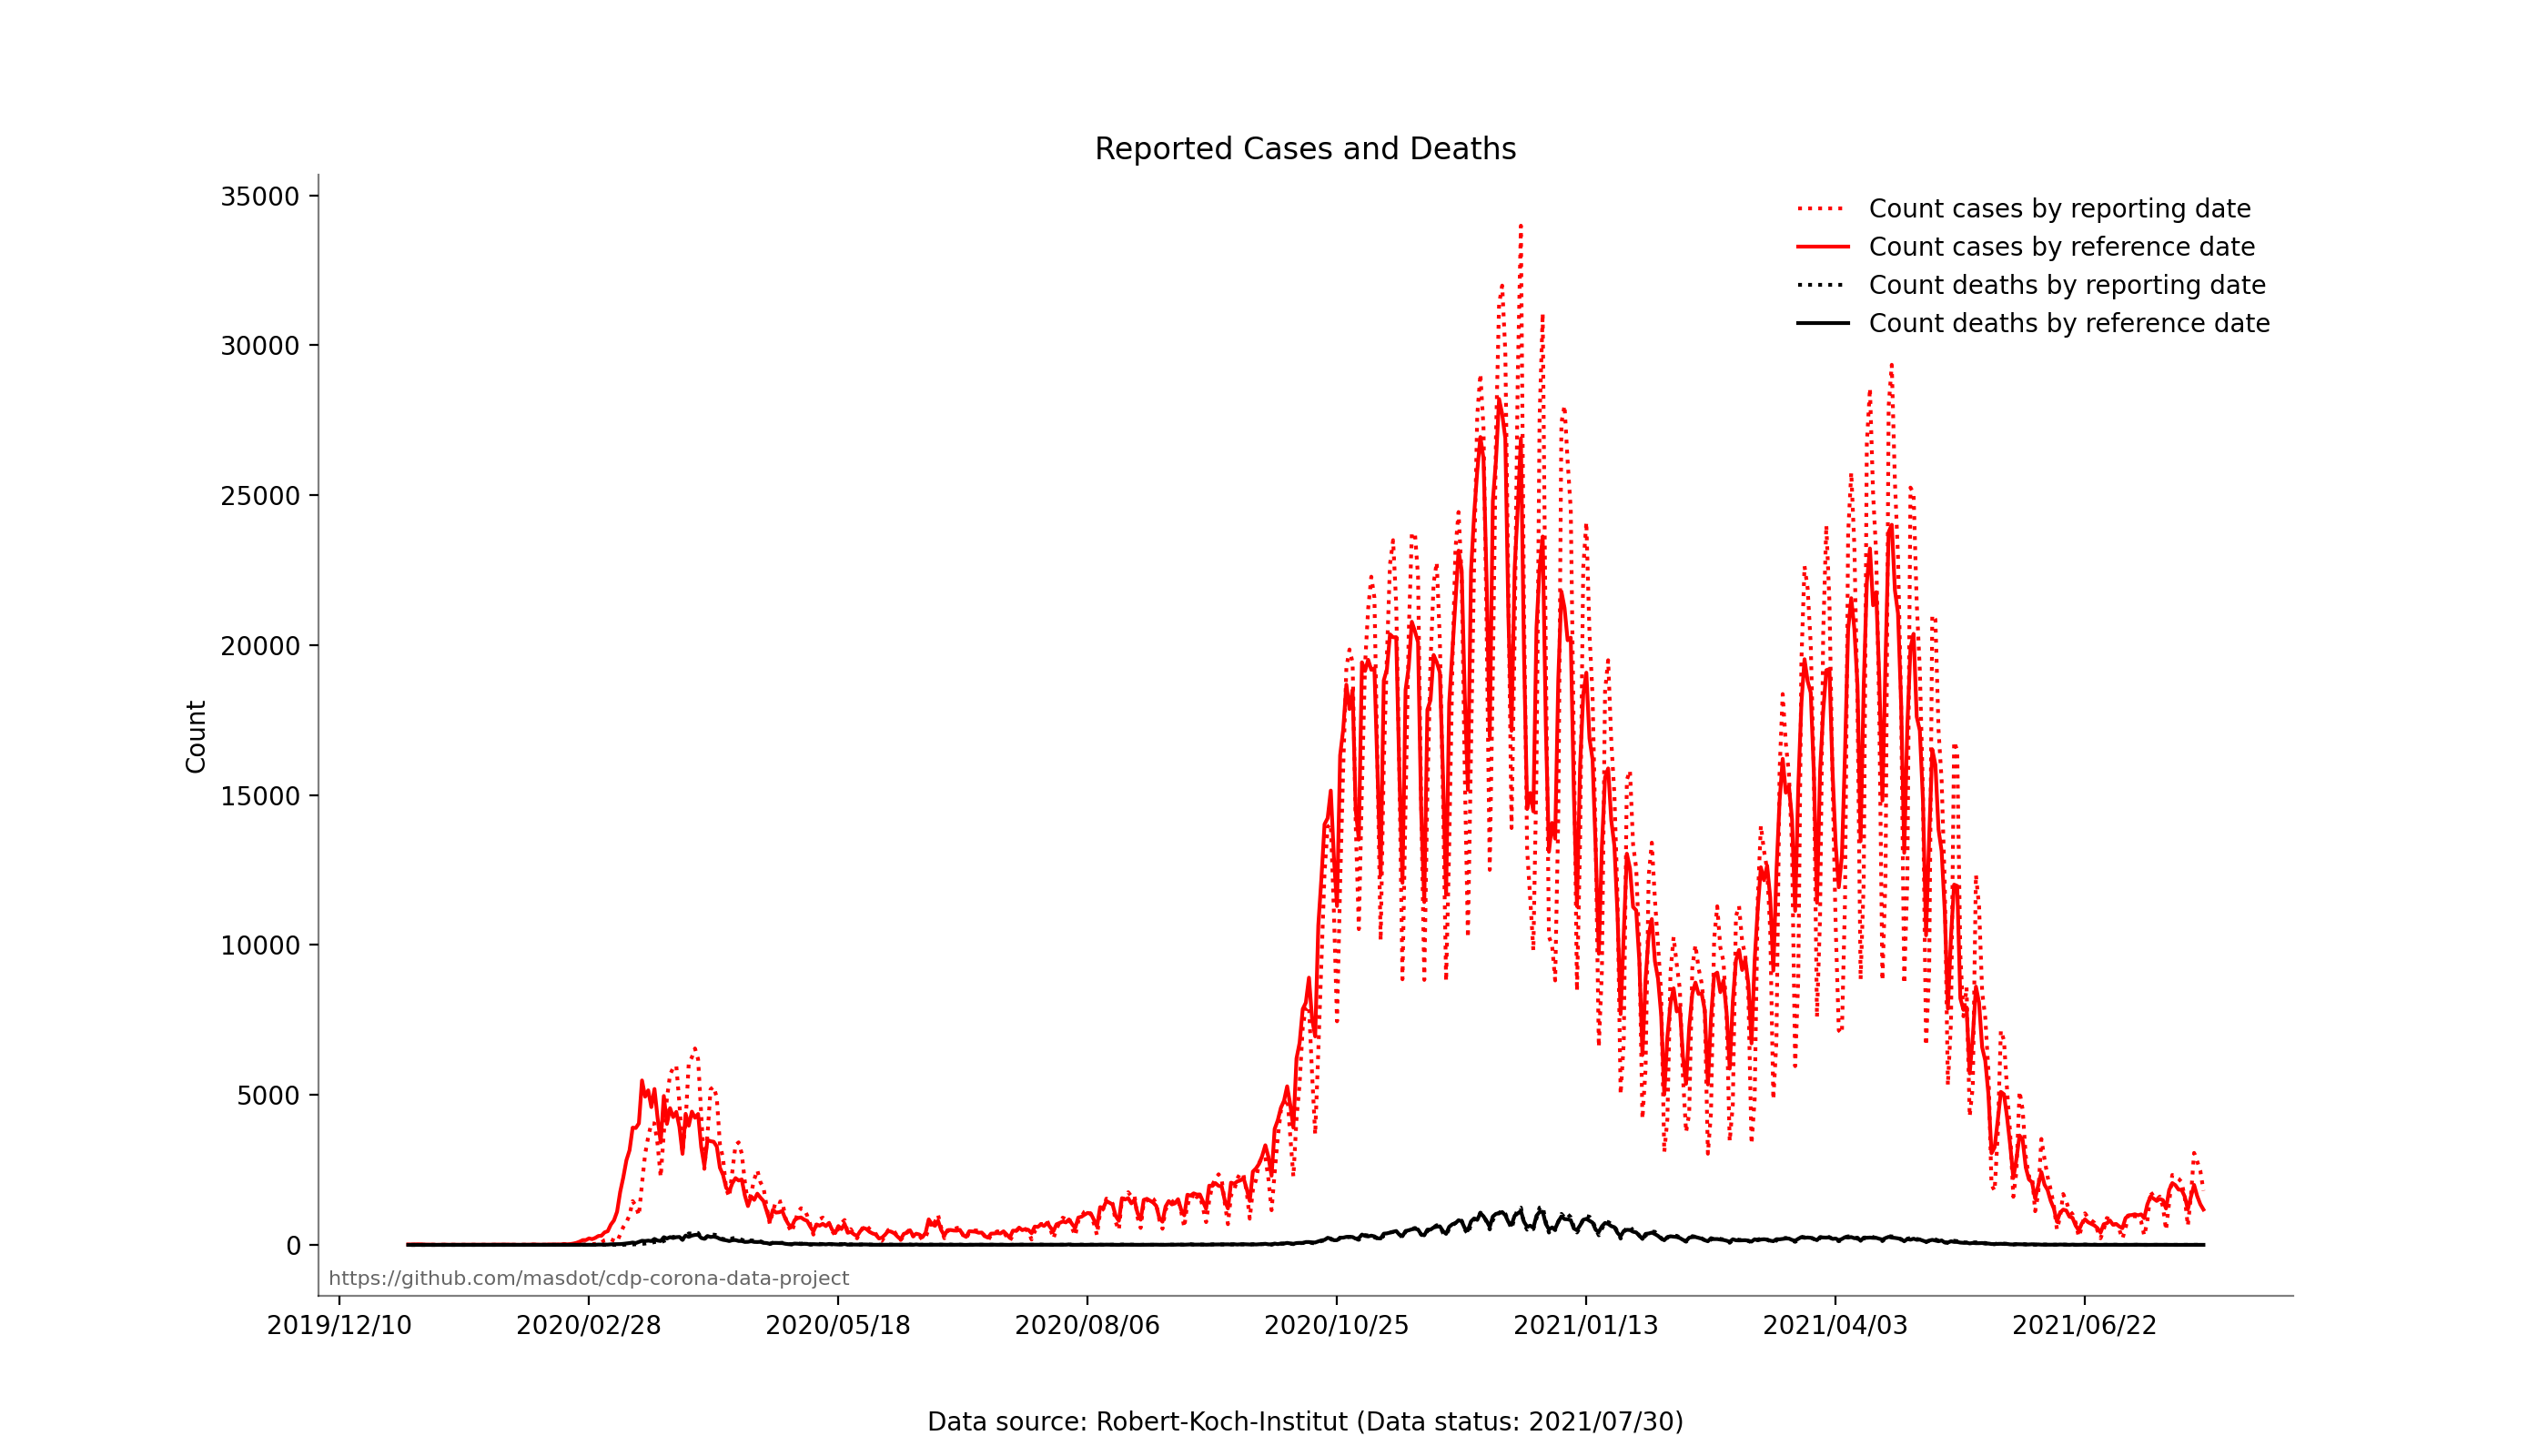 Reported Cases and Deaths
35000
30000
25000
20000
15000
10000
5000
0
Count
Count cases by reporting date
Count cases by reference date
Count deaths by reporting date
Count deaths by reference date
https://github.com/masdot/cdp-corona-data-project
2019/12/10 2020/02/28 2020/05/18 2020/08/06 2020/10/25 2021/01/13 2021/04/03 2021/06/22
Data source: Robert-Koch-Institut (Data status: 2021/07/30)